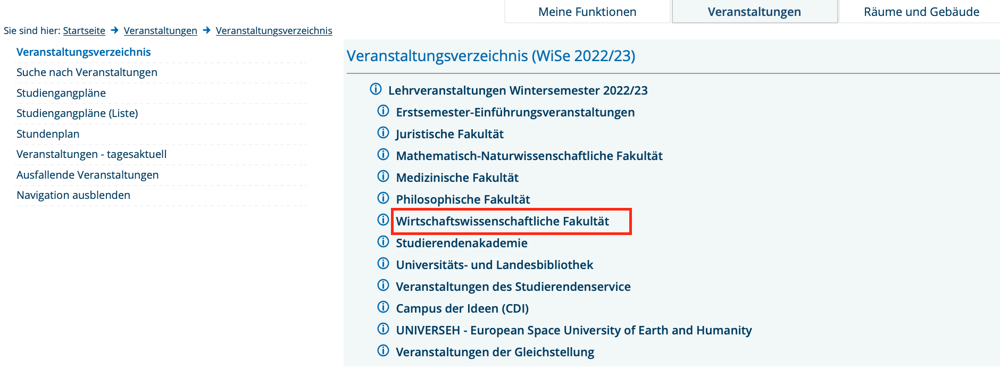 Meine Funktionen
Veranstaltungen
Räume und Gebäude
Sie sind hier: Startseite → Veranstaltungen → Veranstaltungsverzeichnis
Veranstaltungsverzeichnis
Suche nach Veranstaltungen
Studiengangpläne
Studiengangpläne (Liste)
Stundenplan
Veranstaltungen - tagesaktuell
Ausfallende Veranstaltungen
Navigation ausblenden
Veranstaltungsverzeichnis (WiSe 2022/23)
Lehrveranstaltungen Wintersemester 2022/23
Erstsemester-Einführungsveranstaltungen
Juristische Fakultät
Mathematisch-Naturwissenschaftliche Fakultät
Medizinische Fakultät
Philosophische Fakultät
Wirtschaftswissenschaftliche Fakultät
Studierendenakademie
Universitäts- und Landesbibliothek
Veranstaltungen des Studierendenservice
Campus der Ideen (CDI)
UNIVERSEH - European Space University of Earth and Humanity
Veranstaltungen der Gleichstellung